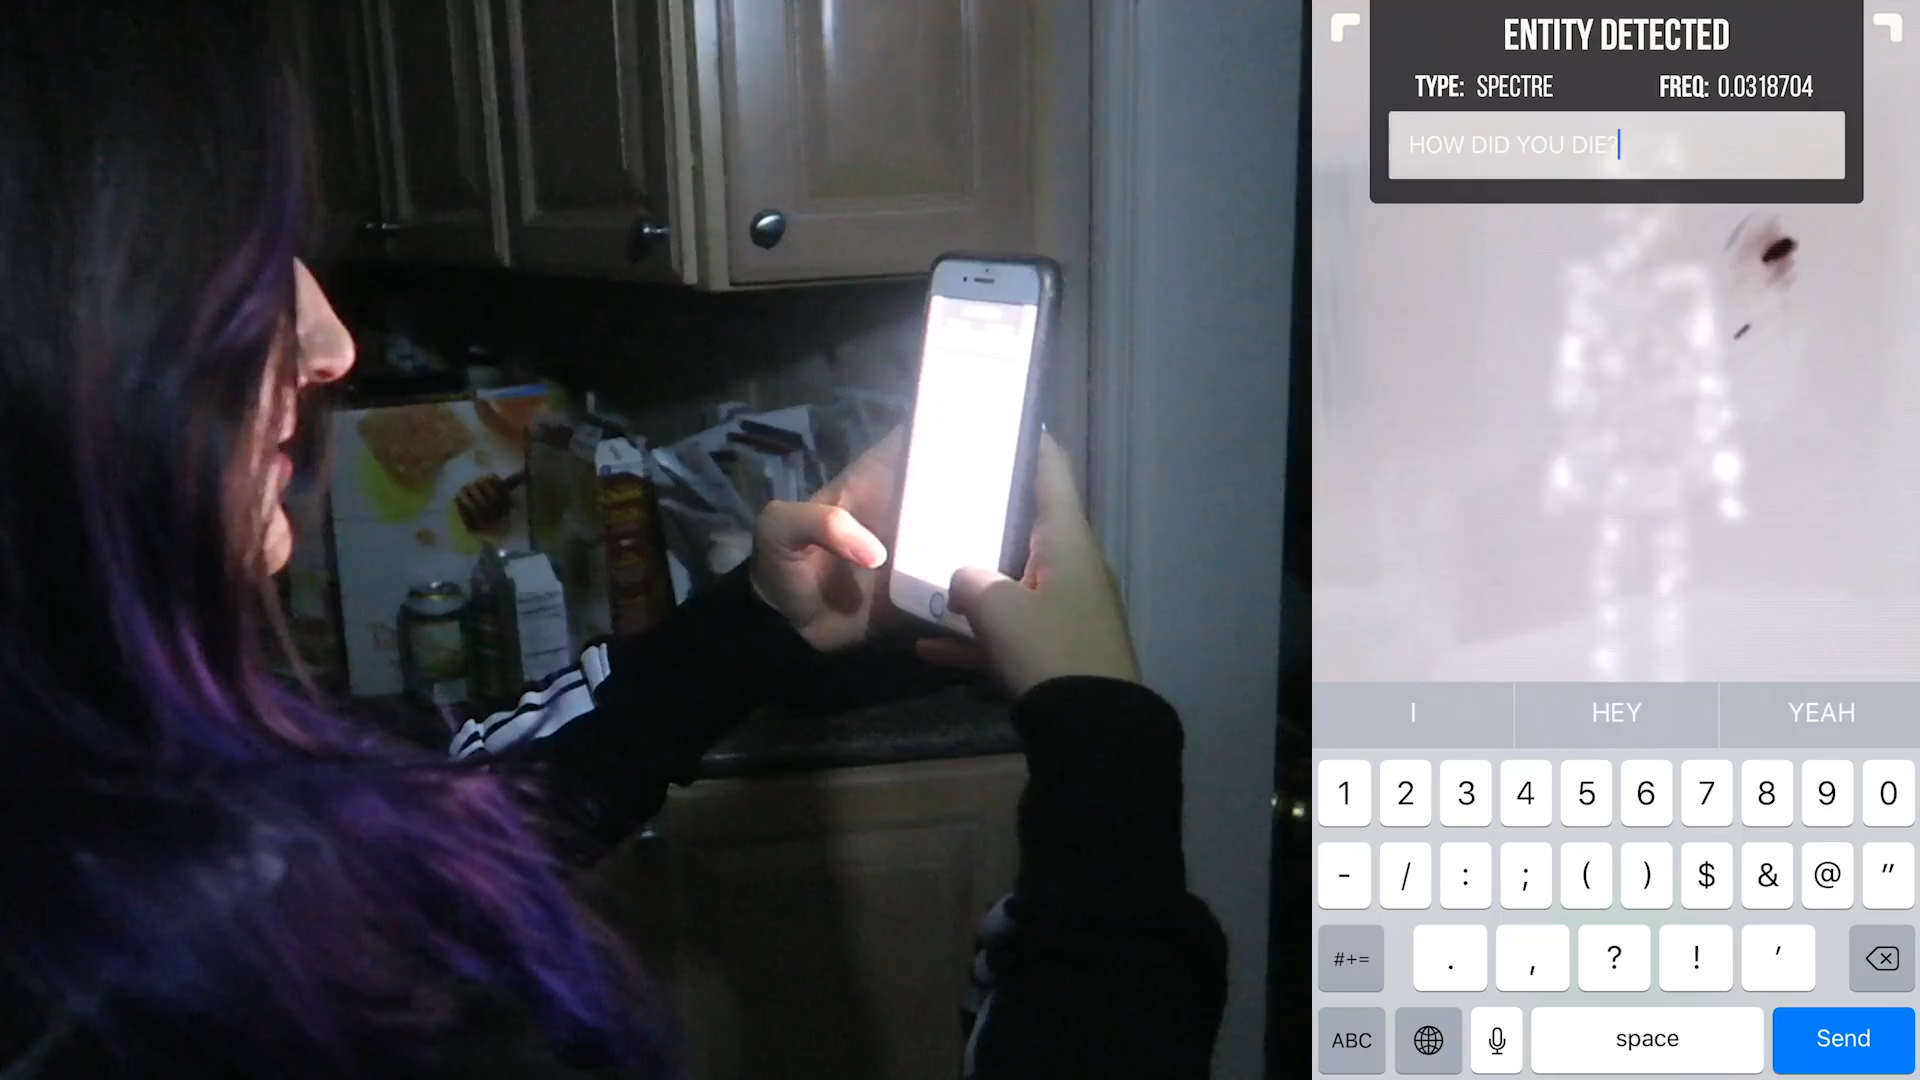 ENTITY DETECTED
TYPE: SPECTRE FREQ: 0.0318704
HOW DID YOU DIE?
I HEY YEAH
1 2 3 4 5 6 7 8 9 0
- / : ; ( ) $ & @ "
#+= . , ? ! '
ABC space Send